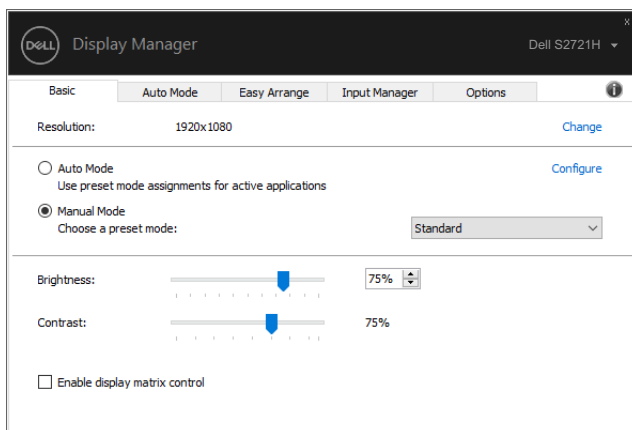 DELL Display Manager Dell S2721H
x
Basic Auto Mode Easy Arrange Input Manager Options i
Resolution: 1920x1080 Change
Auto Mode Configure
Use preset mode assignments for active applications
Manual Mode
Choose a preset mode: Standard
Brightness: 75%
Contrast: 75%
Enable display matrix control